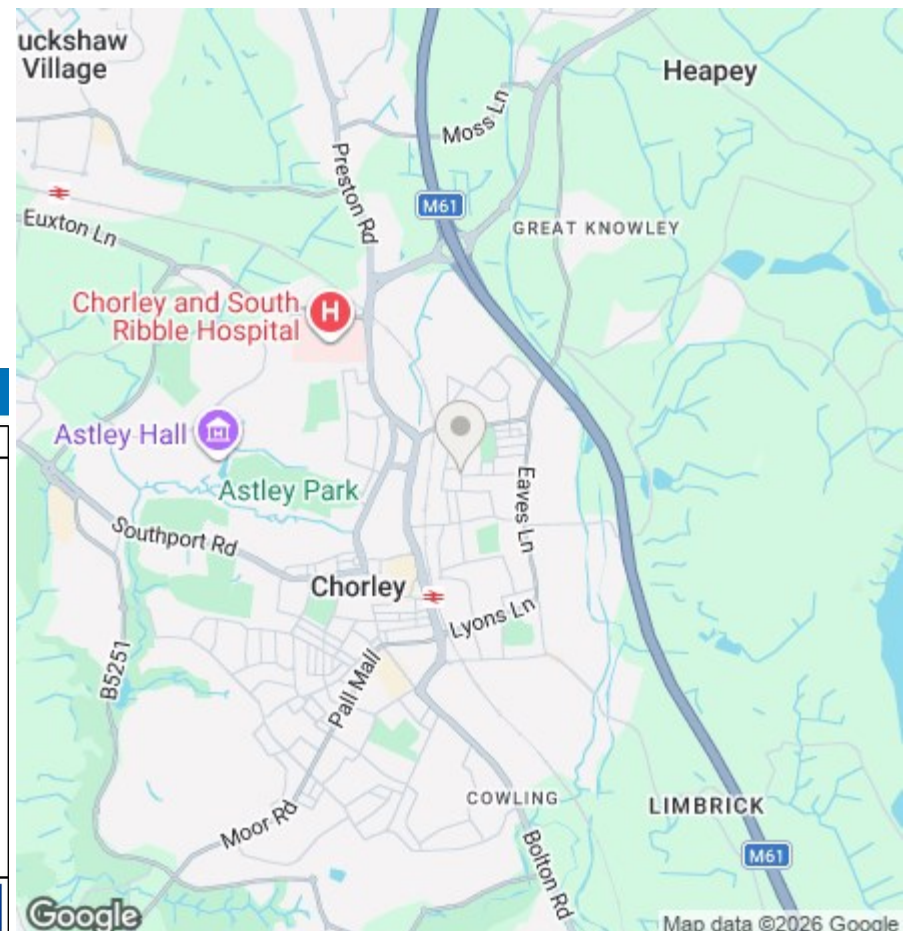 uckshaw
Village
Heapey
Moss Ln
Preston Rd
M61
Euxton Ln
GREAT KNOWLEY
Chorley and South
Ribble Hospital
H
Astley Hall
Astley Park
Eaves Ln
Southport Rd
Chorley
Lyons Ln
B5251
Pall Mall
COWLING
LIMBRICK
Moor Rd
Bolton Rd
M61
Google
Map data ©2026 Google